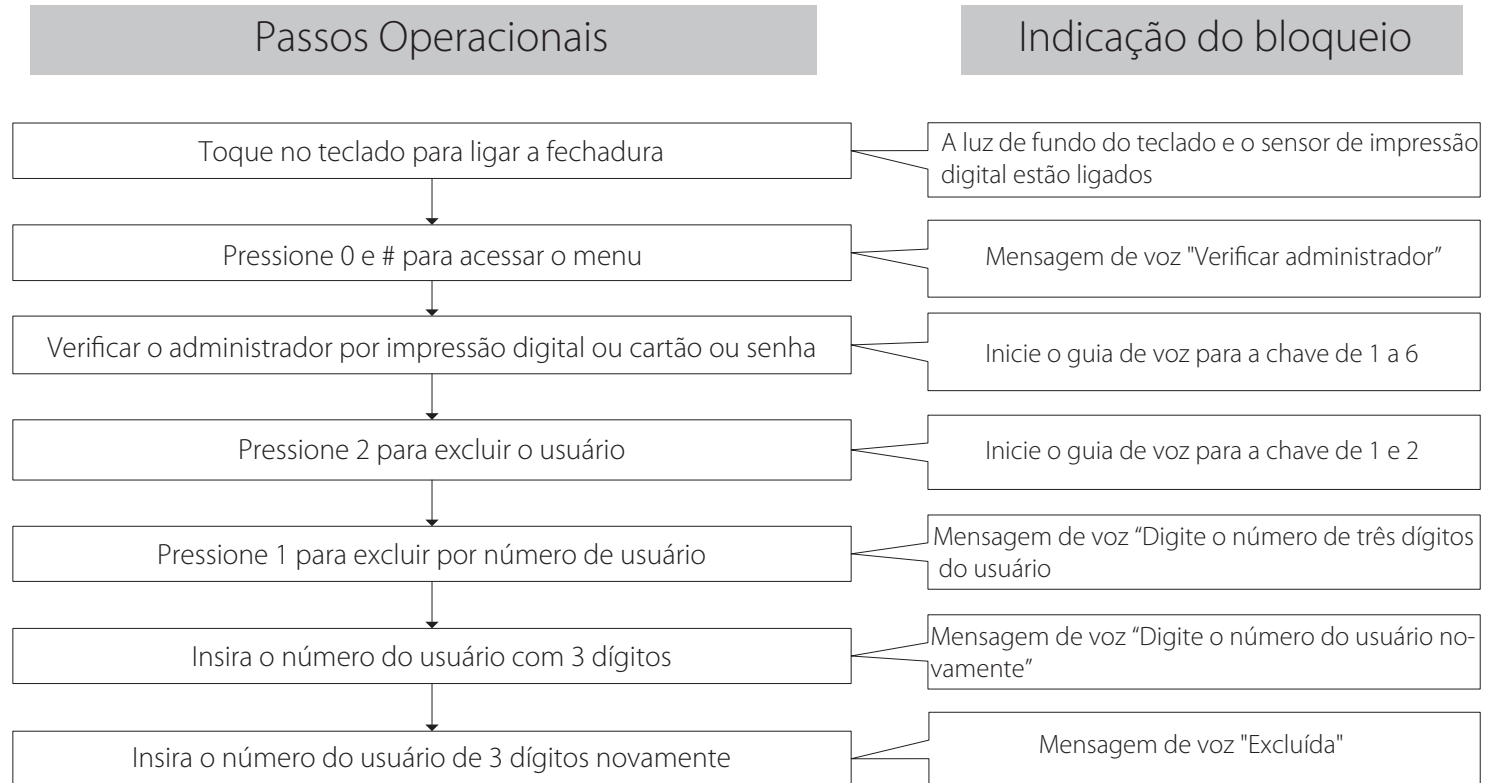 Passos Operacionais
Indicação do bloqueio
Toque no teclado para ligar a fechadura
A luz de fundo do teclado e o sensor de impressão
digital estão ligados
Pressione 0 e # para acessar o menu
Mensagem de voz "Verificar administrador”
Verificar o administrador por impressão digital ou cartão ou senha
Inicie o guia de voz para a chave de 1 a 6
Pressione 2 para excluir o usuário
Inicie o guia de voz para a chave de 1 e 2
Pressione 1 para excluir por número de usuário
Mensagem de voz “Digite o número de três dígitos
do usuário
Insira o número do usuário com 3 dígitos
Mensagem de voz “Digite o número do usuário no-
vamente”
Insira o número do usuário de 3 dígitos novamente
Mensagem de voz "Excluída"